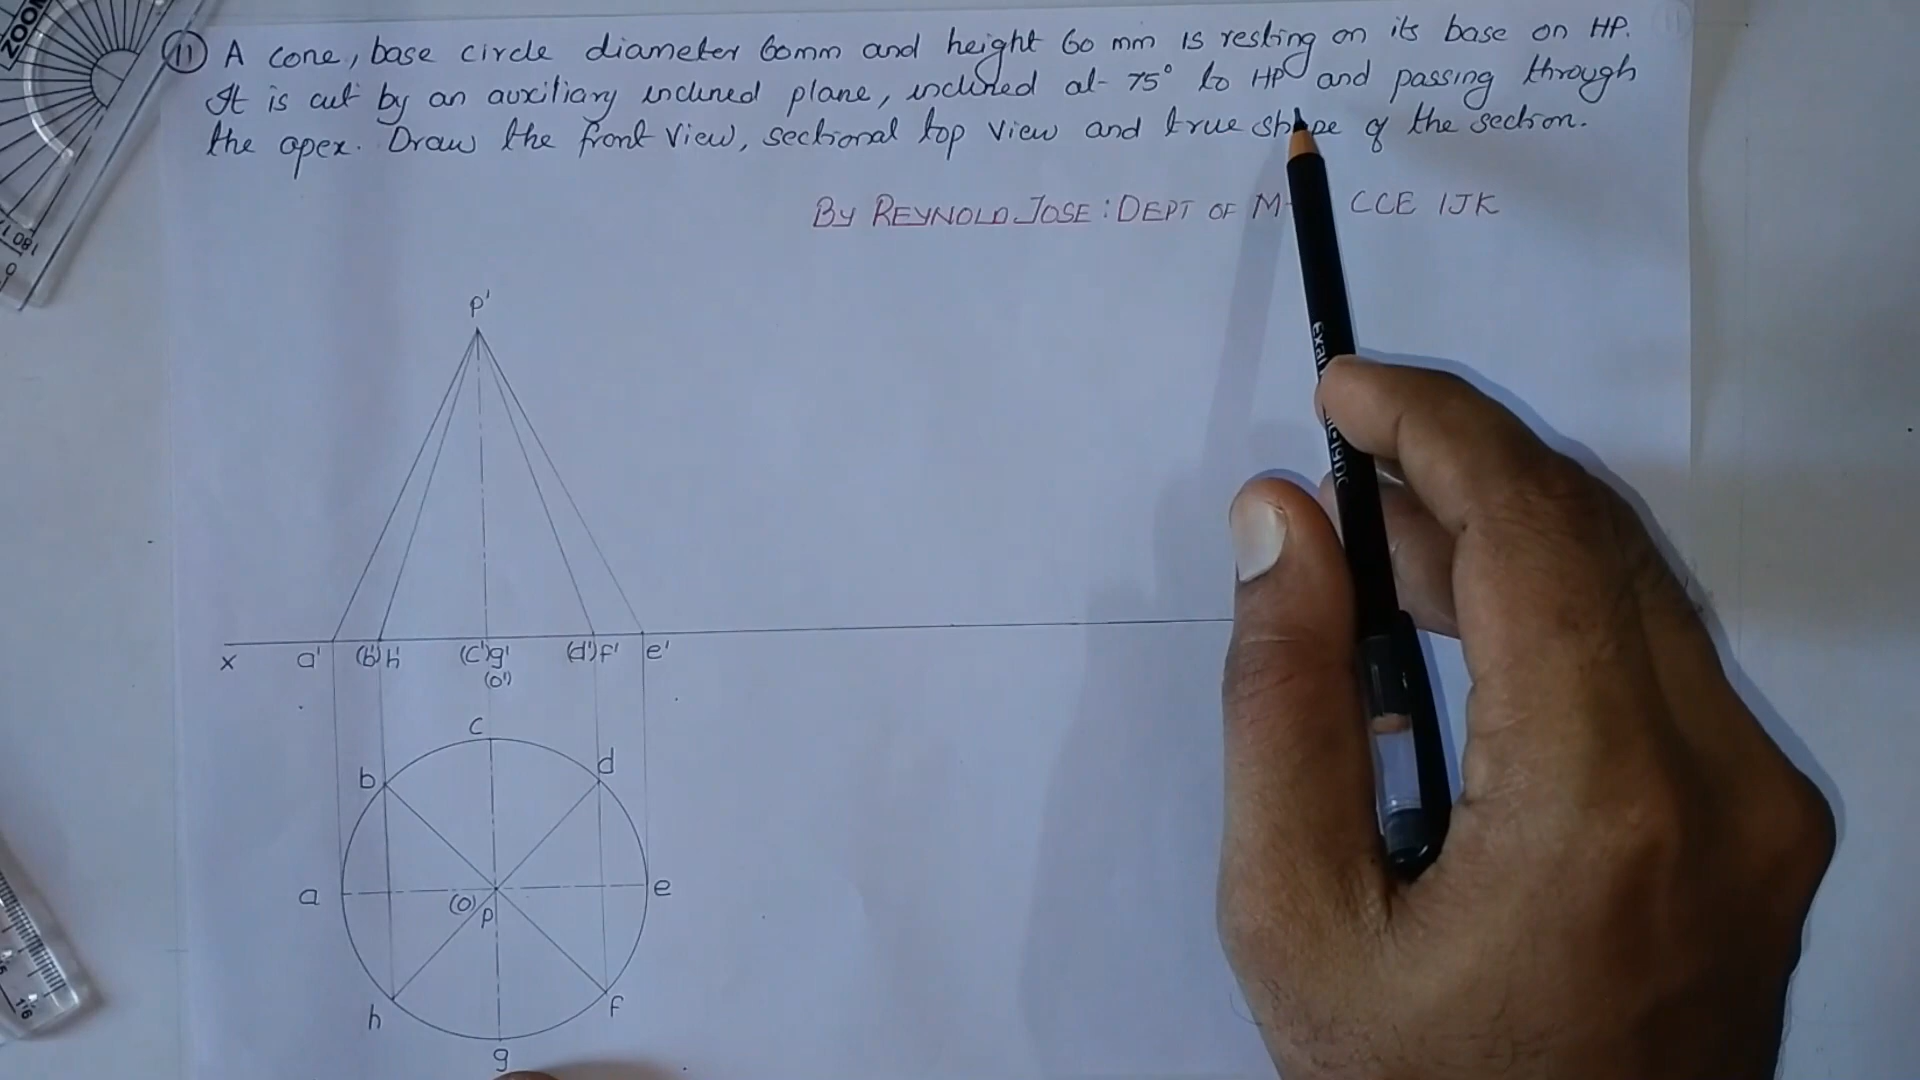 11 A cone, base circle diameter 60mm and height 60 mm is resting on its base on HP.
It is cut by an auxiliary inclined plane, inclined at 75° to HP and passing through
the apex. Draw the front view, sectional top view and true shape of the section.
By REYNOLD JOSE: DEPT OF CCE IJK
ZOOM
p'
x a' (b') h' (c') g' (d') f' e'
(o')
c
b d
a (o) p e
h f
g